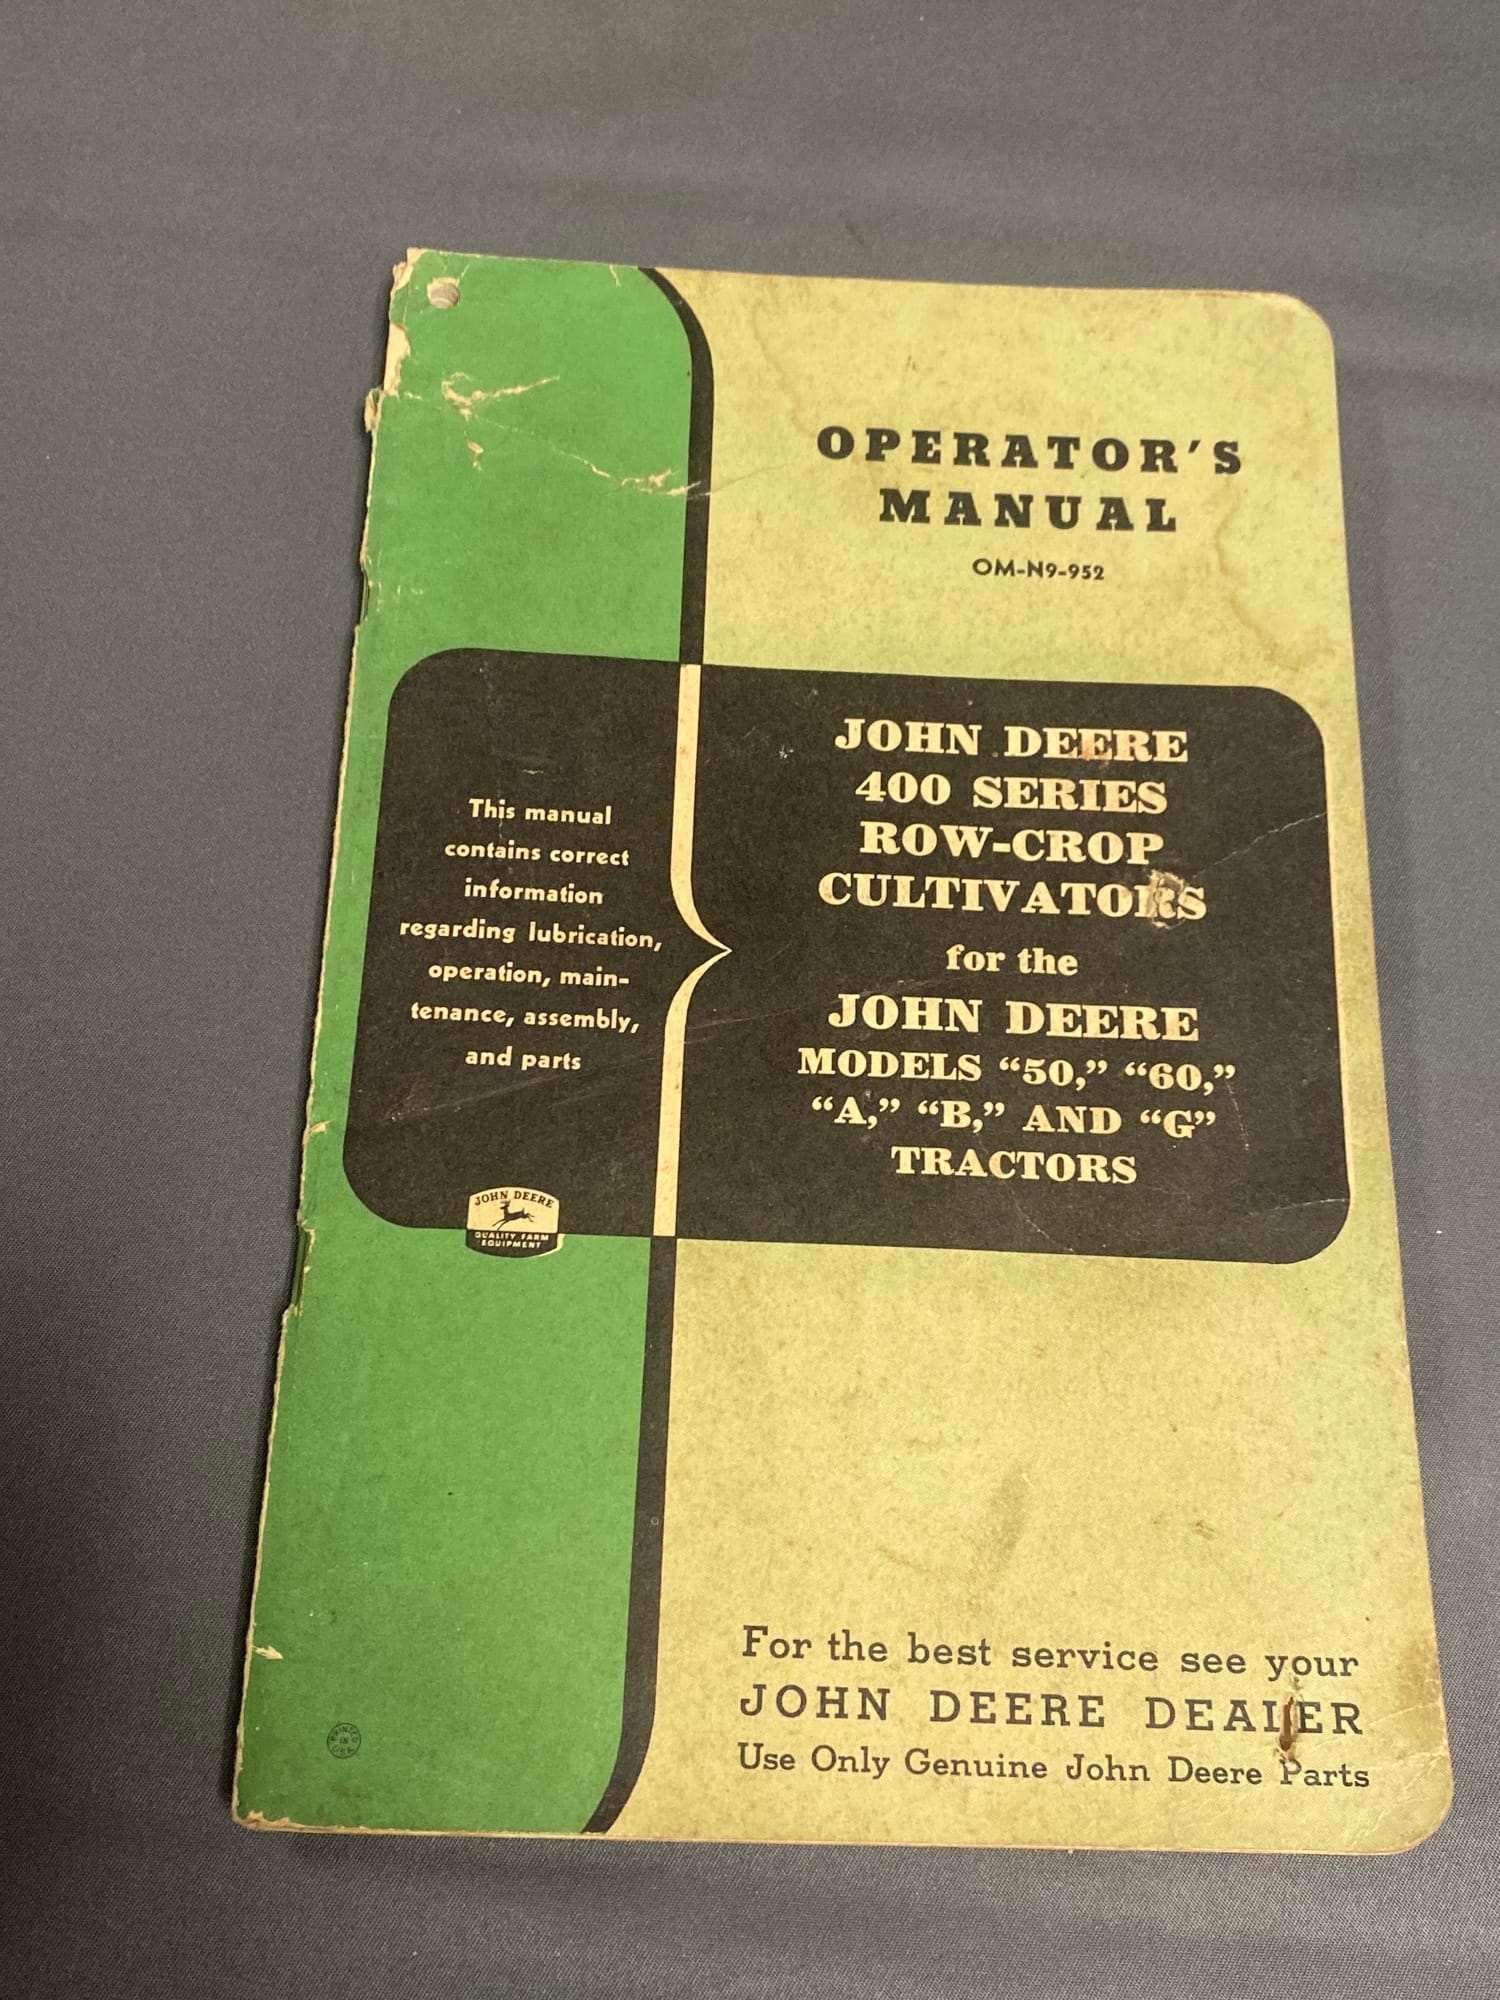 OPERATOR'S
MANUAL
OM-N9-952
This manual
contains correct
information
regarding lubrication,
operation, main-
tenance, assembly,
and parts
JOHN DEERE
400 SERIES
ROW-CROP
CULTIVATORS
for the
JOHN DEERE
MODELS “50,” “60,”
“A,” “B,” AND “G”
TRACTORS
JOHN DEERE
QUALITY FARM
EQUIPMENT
For the best service see your
JOHN DEERE DEALER
Use Only Genuine John Deere Parts
PRINTED
IN
U.S.A.